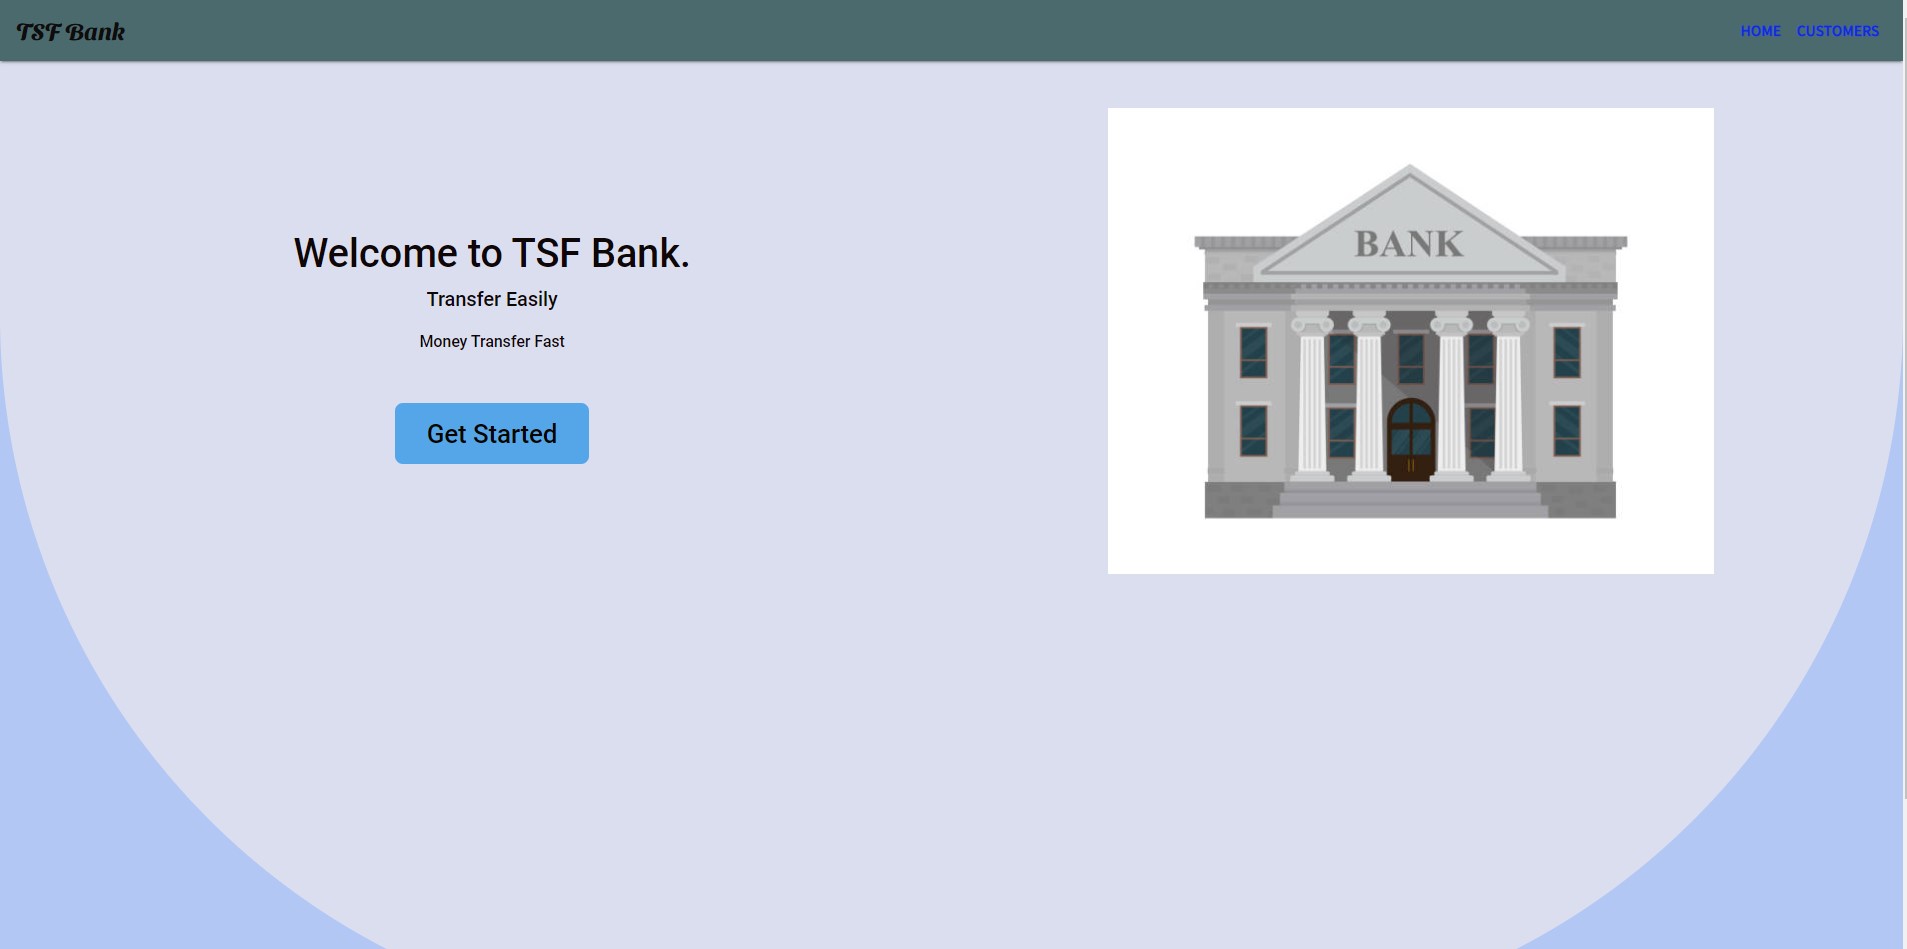 TSF Bank
HOME CUSTOMERS
Welcome to TSF Bank.
Transfer Easily
Money Transfer Fast
Get Started
BANK